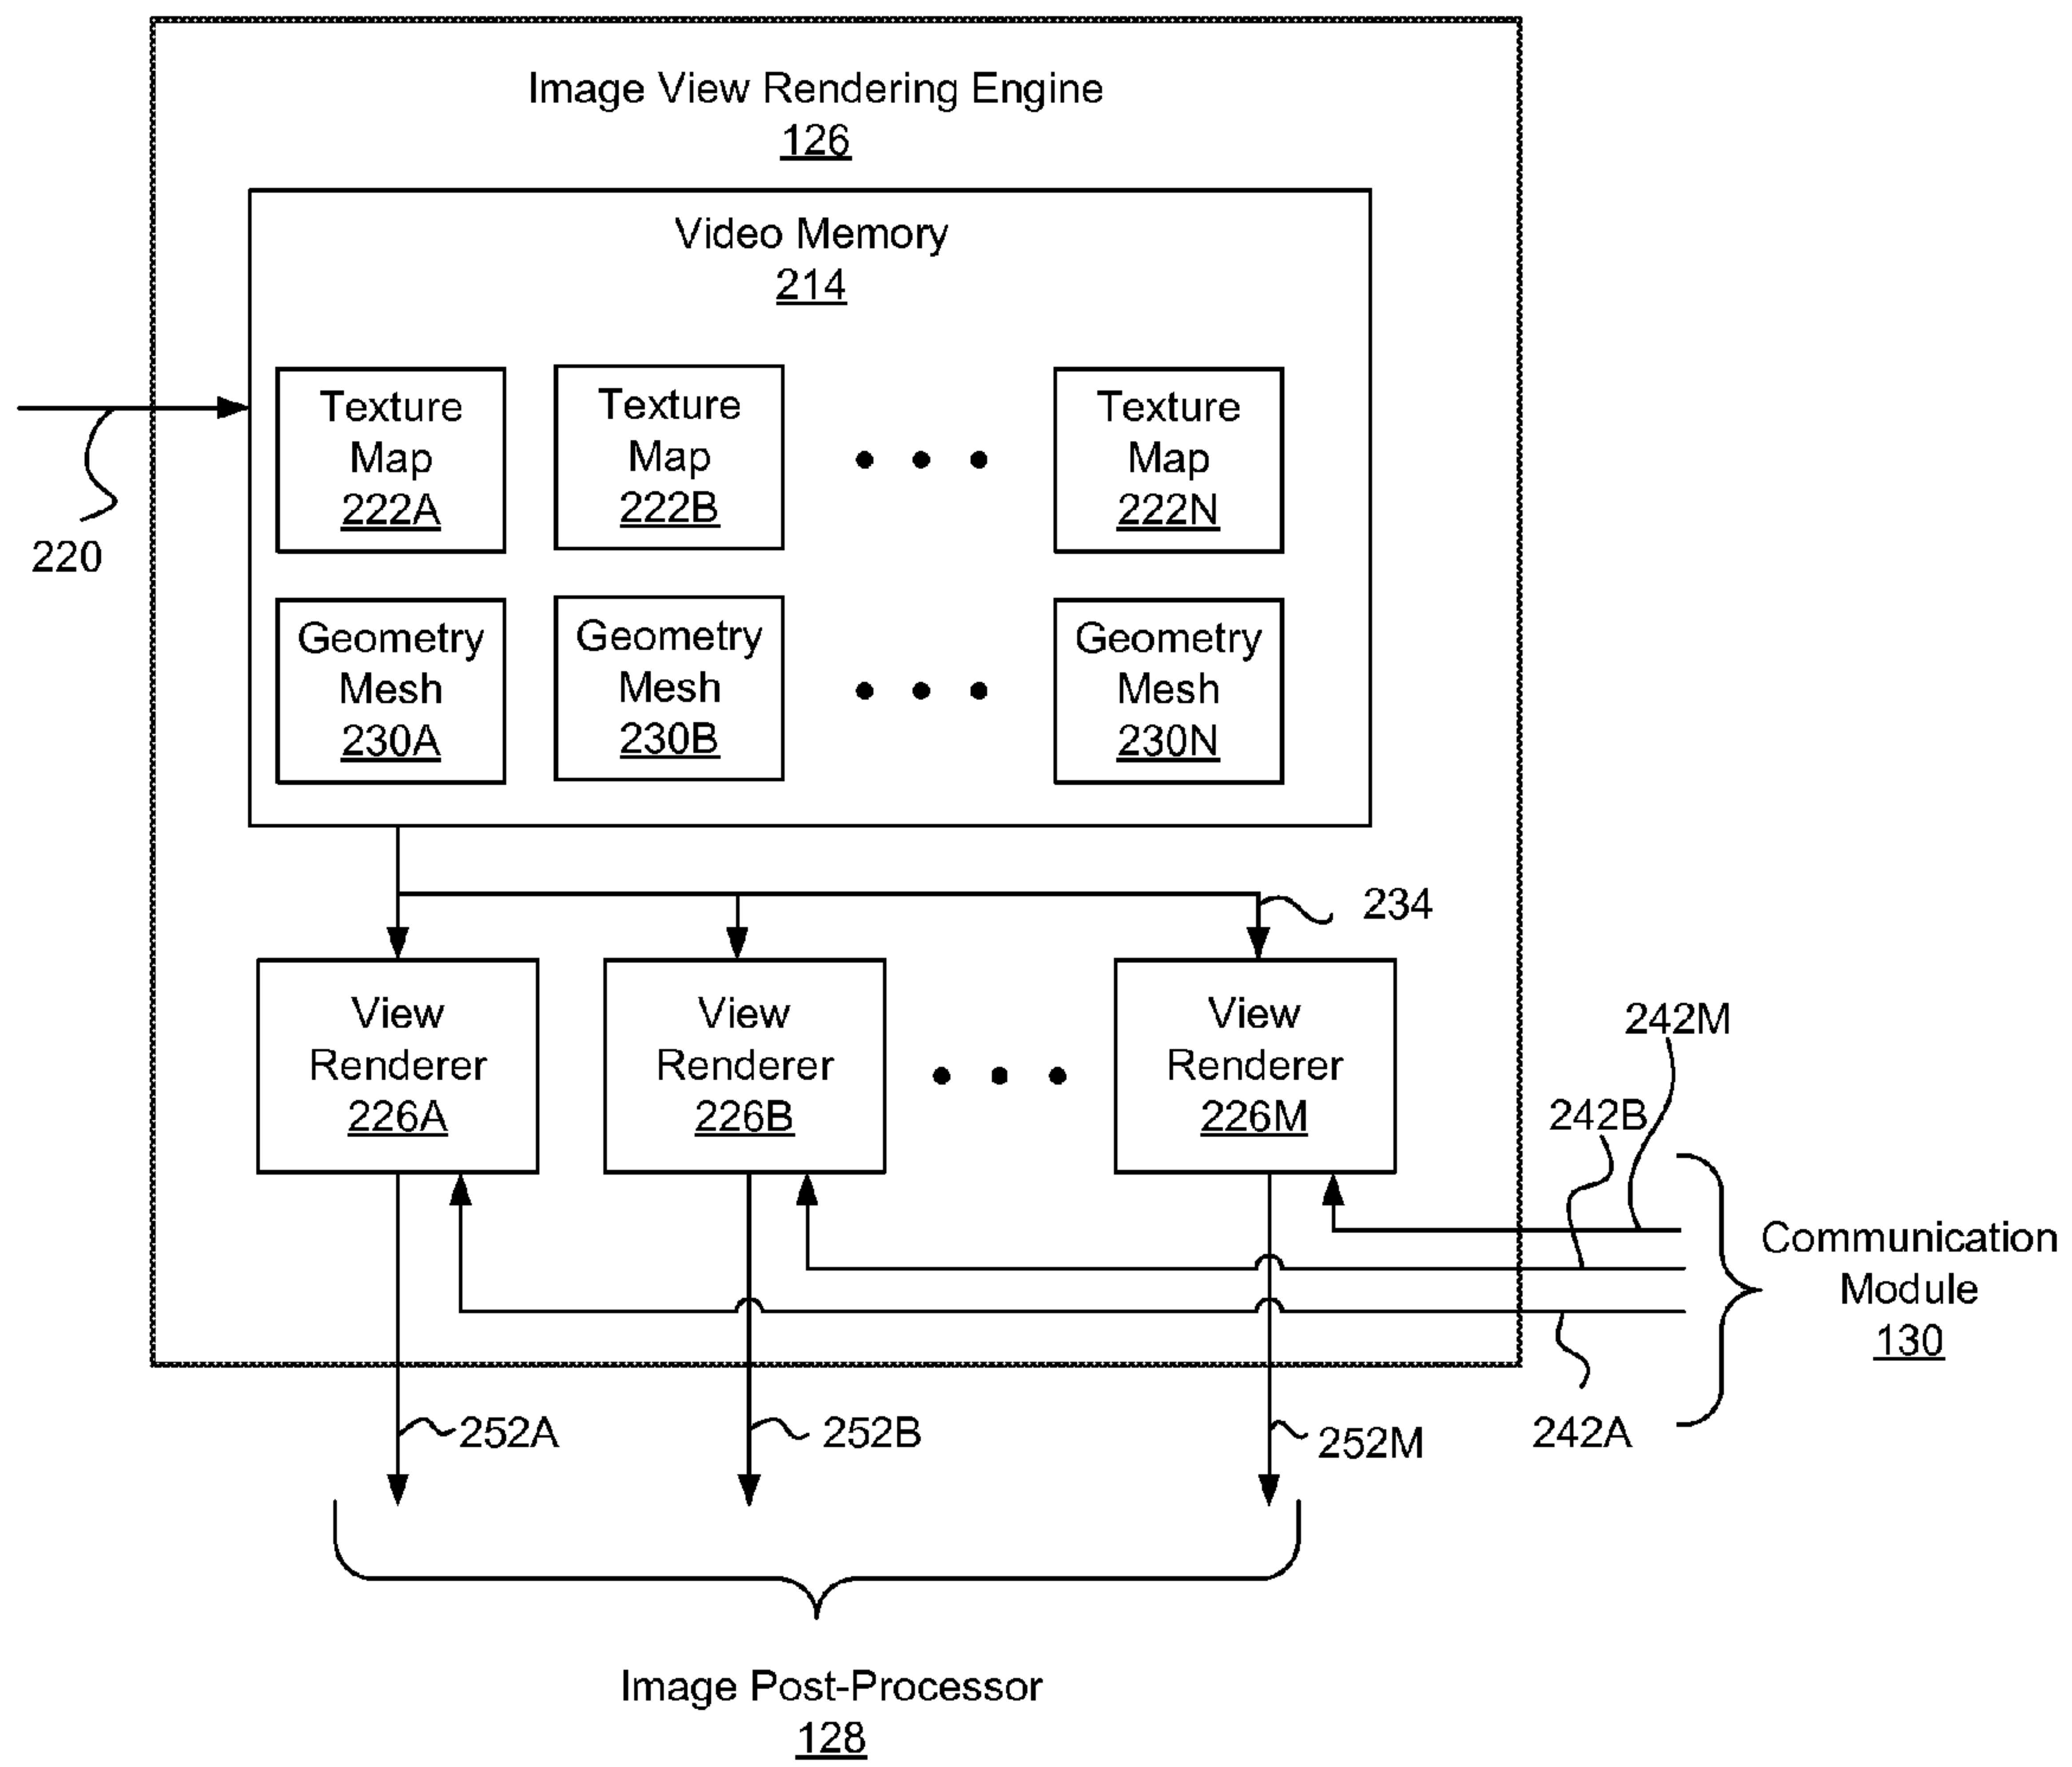 Image View Rendering Engine
126
Video Memory
214
Texture
Map
222A
Texture
Map
222B
Texture
Map
222N
220
Geometry
Mesh
230A
Geometry
Mesh
230B
Geometry
Mesh
230N
234
View
Renderer
226A
View
Renderer
226B
View
Renderer
226M
242M
242B
Communication
Module
130
242A
252A
252B
252M
Image Post-Processor
128